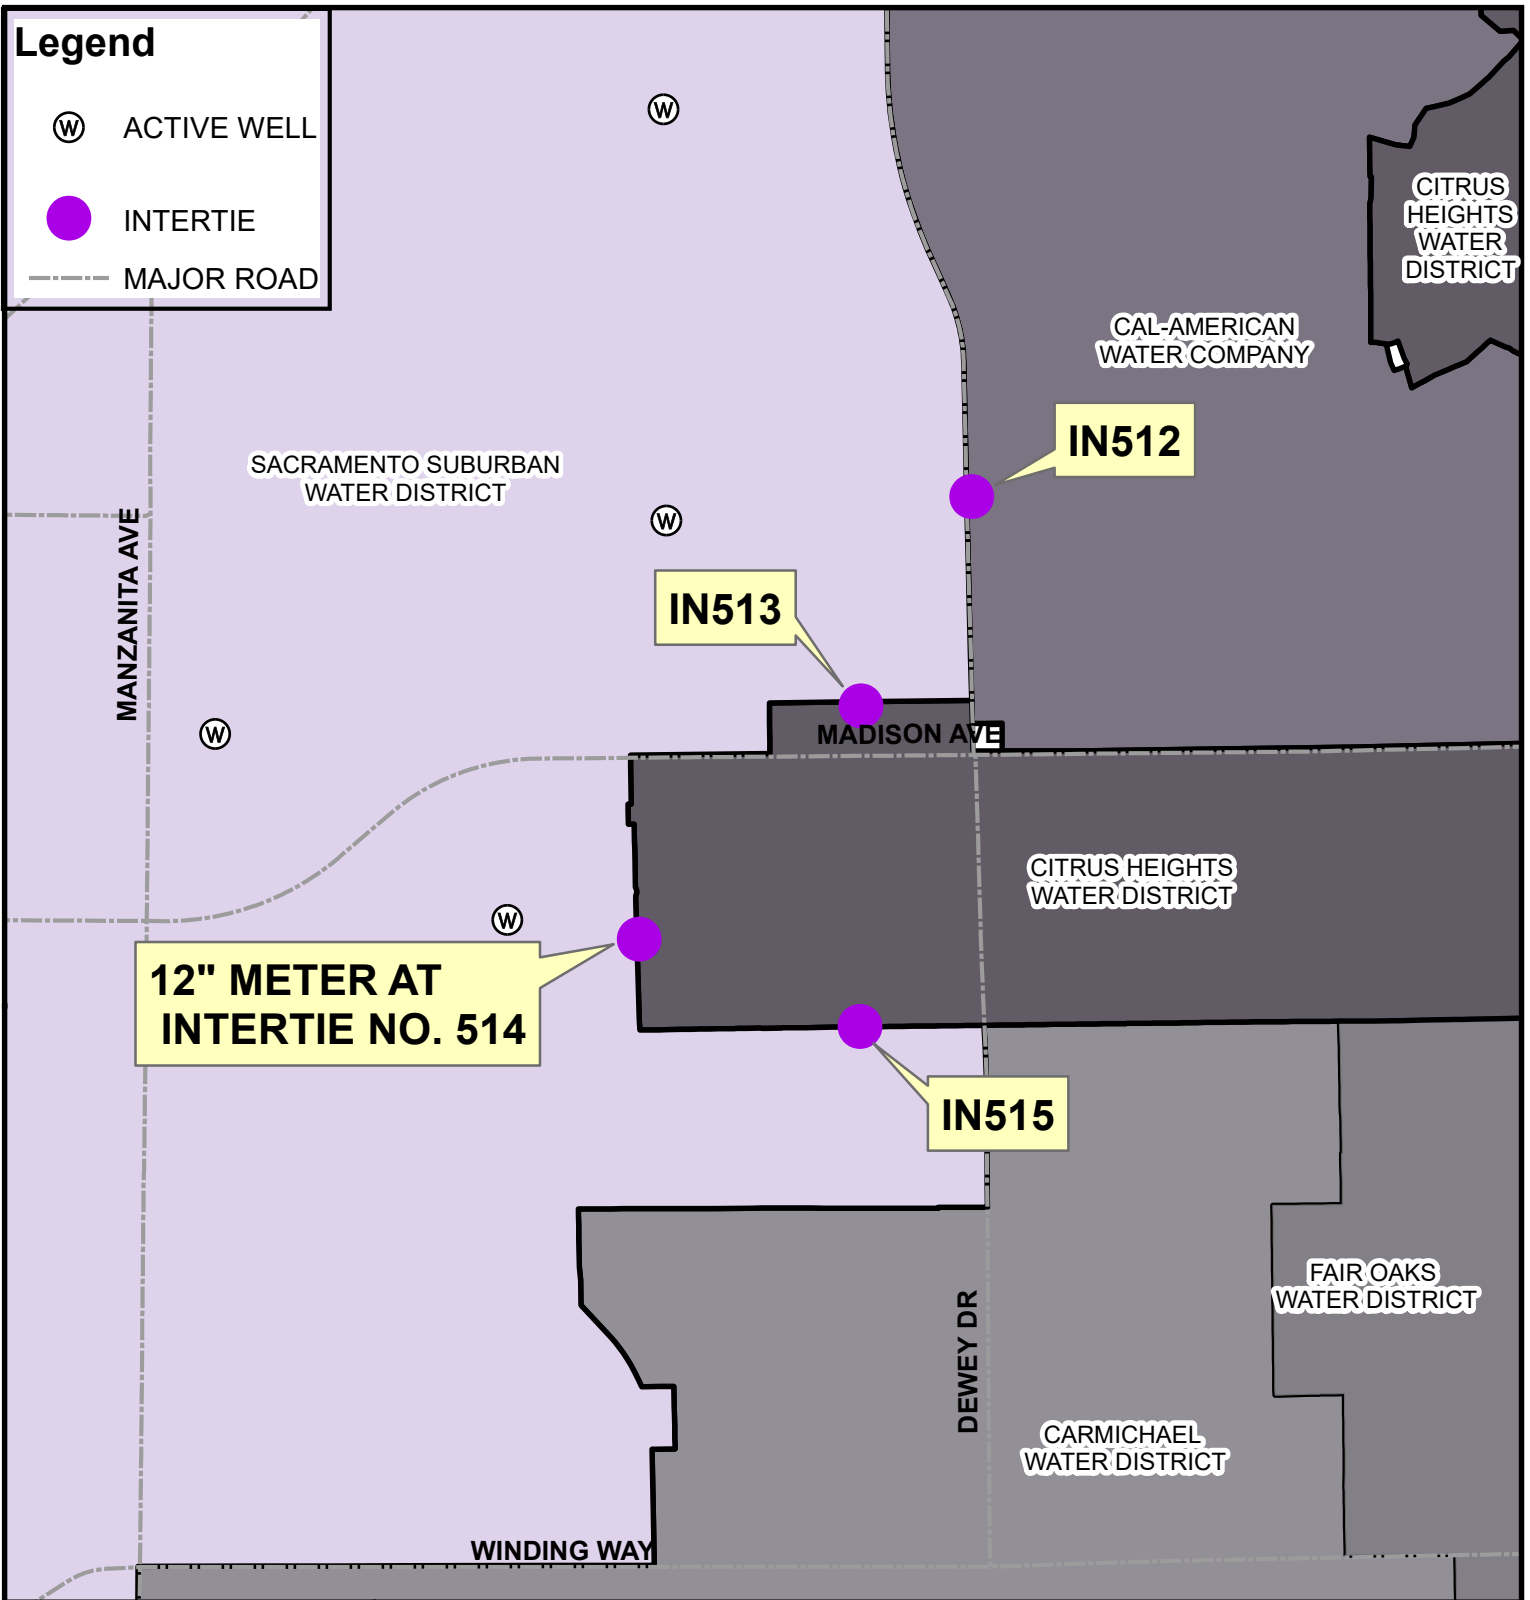 Legend
W ACTIVE WELL
INTERTIE
MAJOR ROAD
W
CITRUS
HEIGHTS
WATER
DISTRICT
CAL-AMERICAN
WATER COMPANY
IN512
SACRAMENTO SUBURBAN
WATER DISTRICT
W
MANZANITA AVE
IN513
W
MADISON AVE
CITRUS HEIGHTS
WATER DISTRICT
W
12" METER AT
INTERTIE NO. 514
IN515
FAIR OAKS
WATER DISTRICT
DEWEY DR
CARMICHAEL
WATER DISTRICT
WINDING WAY